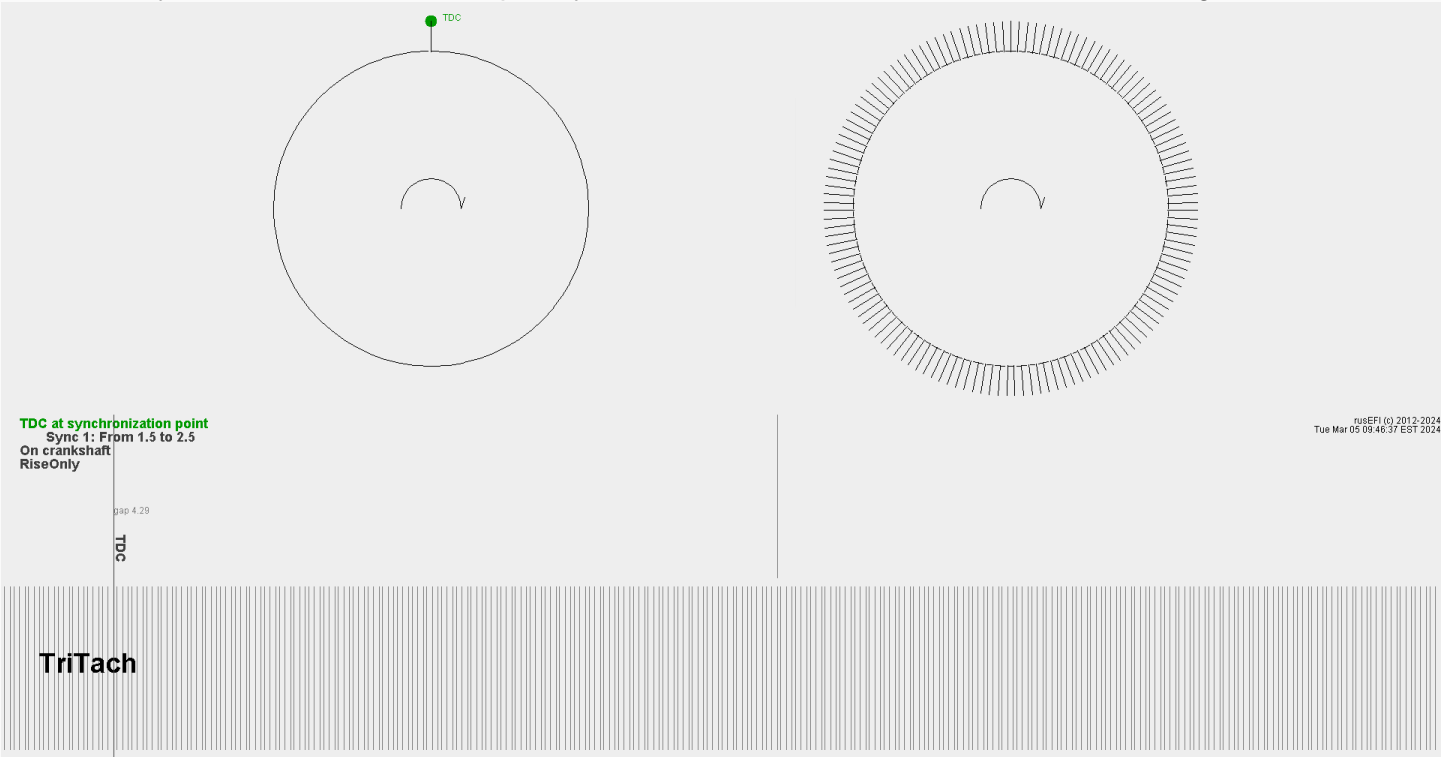 TDC
TDC at synchronization point
Sync 1: From 1.5 to 2.5
On crankshaft
RiseOnly
rusEFI (c) 2012-2024
Tue Mar 05 09:46:37 EST 2024
gap 4.29
TDC
TriTach